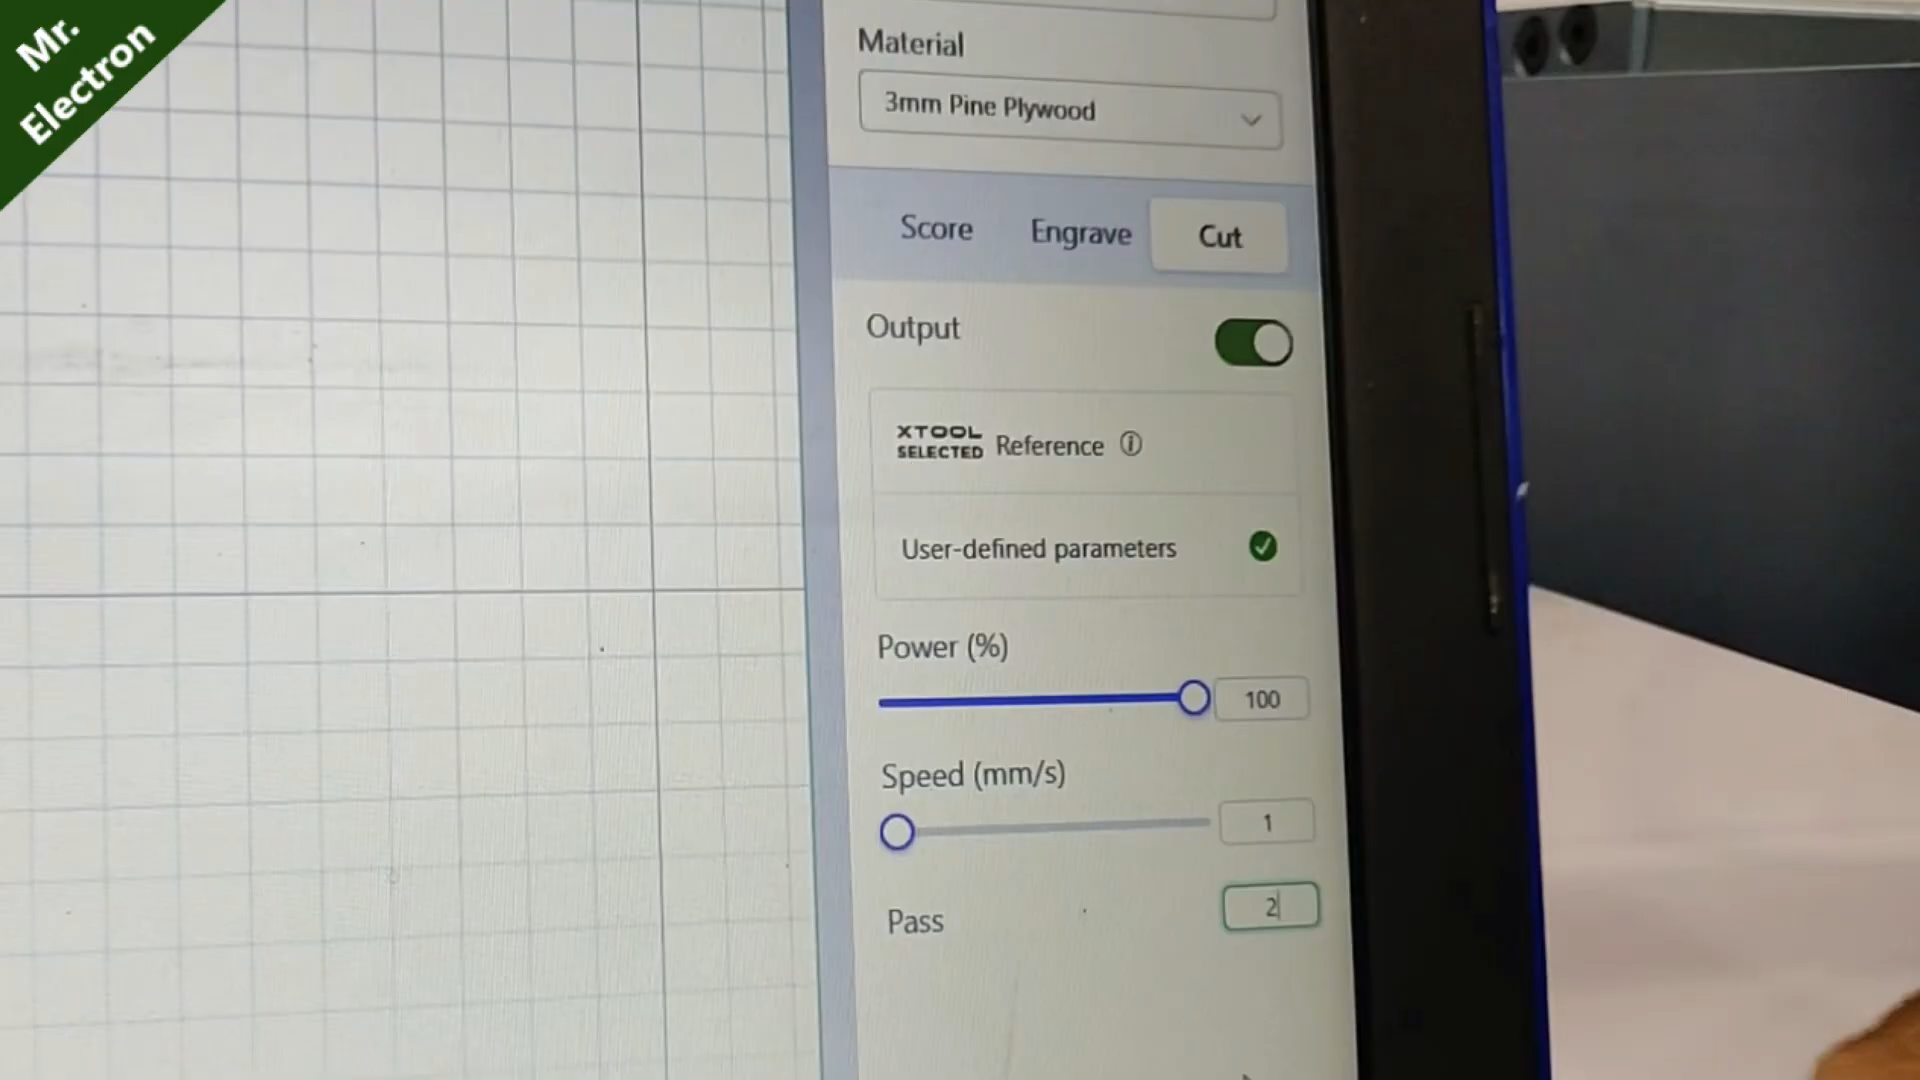 Mr.
Electron
Material
3mm Pine Plywood
Score Engrave Cut
Output
XTOOL
SELECTED Reference
User-defined parameters
Power (%)
100
Speed (mm/s)
1
Pass 2